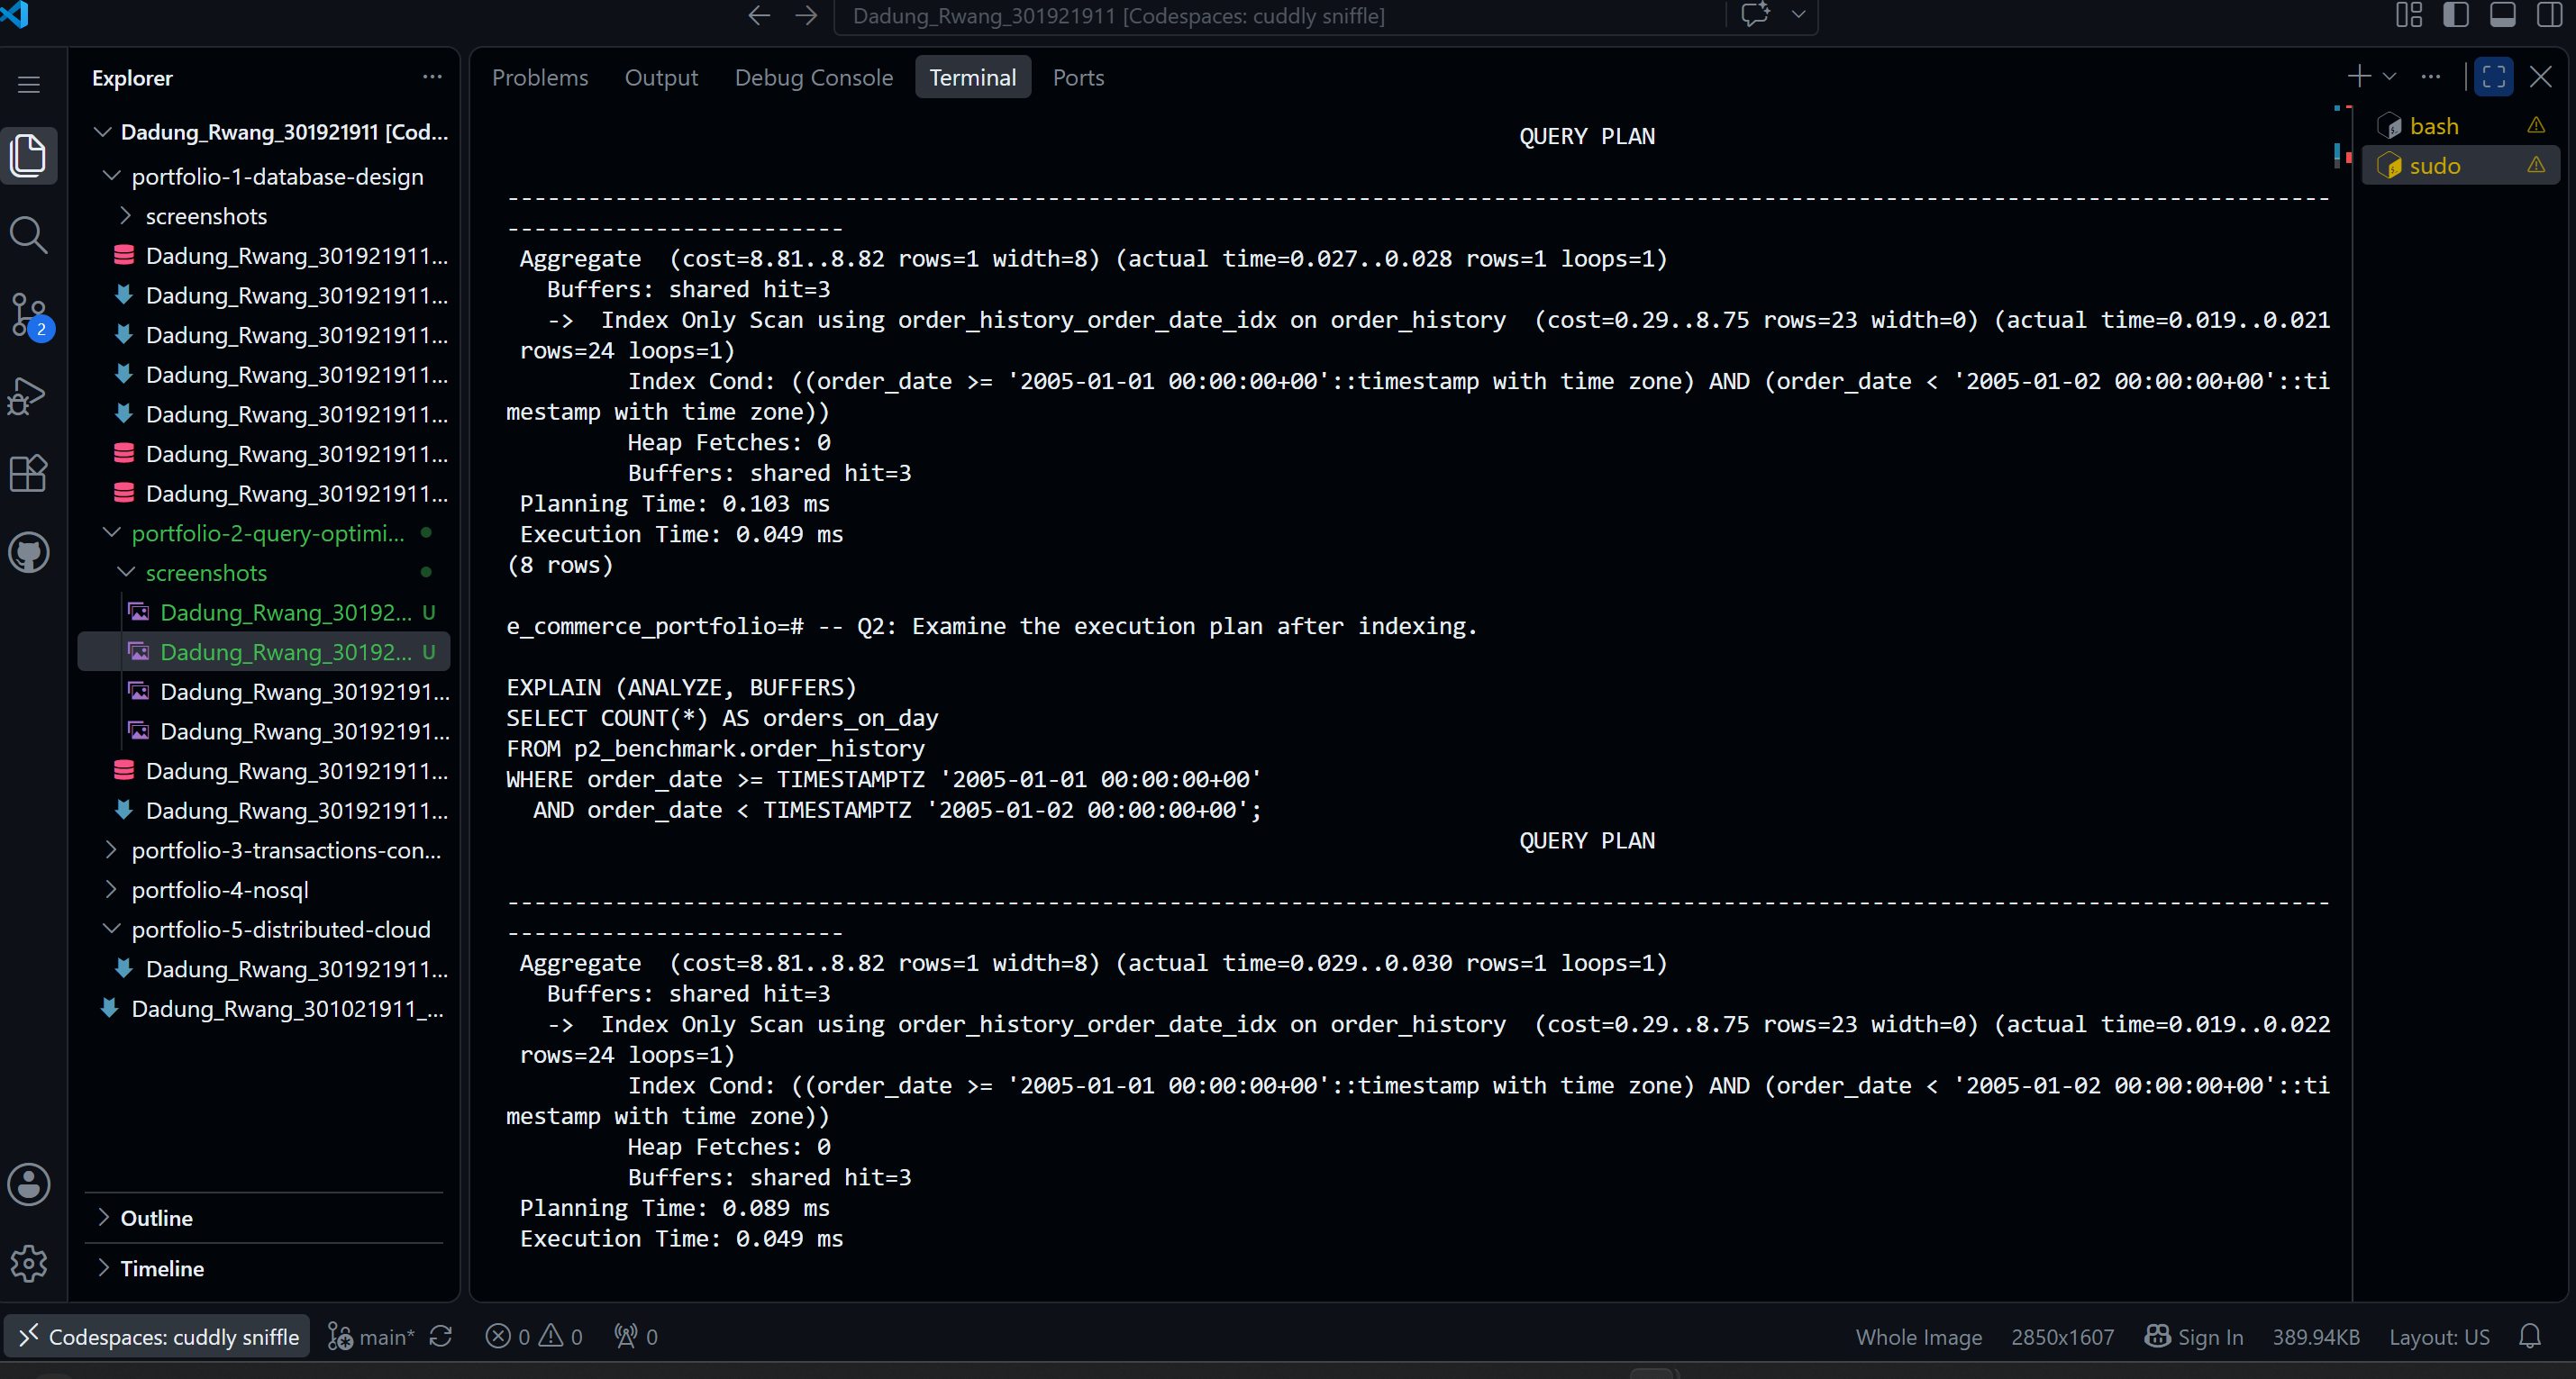 Dadung_Rwang_301921911 [Codespaces: cuddly sniffle]
Explorer
Dadung_Rwang_301921911 [Cod...
portfolio-1-database-design
screenshots
Dadung_Rwang_301921911...
Dadung_Rwang_301921911...
Dadung_Rwang_301921911...
Dadung_Rwang_301921911...
Dadung_Rwang_301921911...
Dadung_Rwang_301921911...
Dadung_Rwang_301921911...
portfolio-2-query-optimi...
screenshots
Dadung_Rwang_30192... U
Dadung_Rwang_30192... U
Dadung_Rwang_30192191...
Dadung_Rwang_30192191...
Dadung_Rwang_301921911...
Dadung_Rwang_301921911...
portfolio-3-transactions-con...
portfolio-4-nosql
portfolio-5-distributed-cloud
Dadung_Rwang_301921911...
Dadung_Rwang_301021911_...
Outline
Timeline
2
Problems Output Debug Console Terminal Ports
QUERY PLAN
---------------------------------------------------------------------------------------------------------------------------------------
-------------------------
Aggregate  (cost=8.81..8.82 rows=1 width=8) (actual time=0.027..0.028 rows=1 loops=1)
Buffers: shared hit=3
->  Index Only Scan using order_history_order_date_idx on order_history  (cost=0.29..8.75 rows=23 width=0) (actual time=0.019..0.021
rows=24 loops=1)
Index Cond: ((order_date >= '2005-01-01 00:00:00+00'::timestamp with time zone) AND (order_date < '2005-01-02 00:00:00+00'::ti
mestamp with time zone))
Heap Fetches: 0
Buffers: shared hit=3
Planning Time: 0.103 ms
Execution Time: 0.049 ms
(8 rows)
e_commerce_portfolio=# -- Q2: Examine the execution plan after indexing.
EXPLAIN (ANALYZE, BUFFERS)
SELECT COUNT(*) AS orders_on_day
FROM p2_benchmark.order_history
WHERE order_date >= TIMESTAMPTZ '2005-01-01 00:00:00+00'
AND order_date < TIMESTAMPTZ '2005-01-02 00:00:00+00';
QUERY PLAN
---------------------------------------------------------------------------------------------------------------------------------------
-------------------------
Aggregate  (cost=8.81..8.82 rows=1 width=8) (actual time=0.029..0.030 rows=1 loops=1)
Buffers: shared hit=3
->  Index Only Scan using order_history_order_date_idx on order_history  (cost=0.29..8.75 rows=23 width=0) (actual time=0.019..0.022
rows=24 loops=1)
Index Cond: ((order_date >= '2005-01-01 00:00:00+00'::timestamp with time zone) AND (order_date < '2005-01-02 00:00:00+00'::ti
mestamp with time zone))
Heap Fetches: 0
Buffers: shared hit=3
Planning Time: 0.089 ms
Execution Time: 0.049 ms
bash
sudo
Codespaces: cuddly sniffle main* 0 0 0 Whole Image 2850x1607 Sign In 389.94KB Layout: US